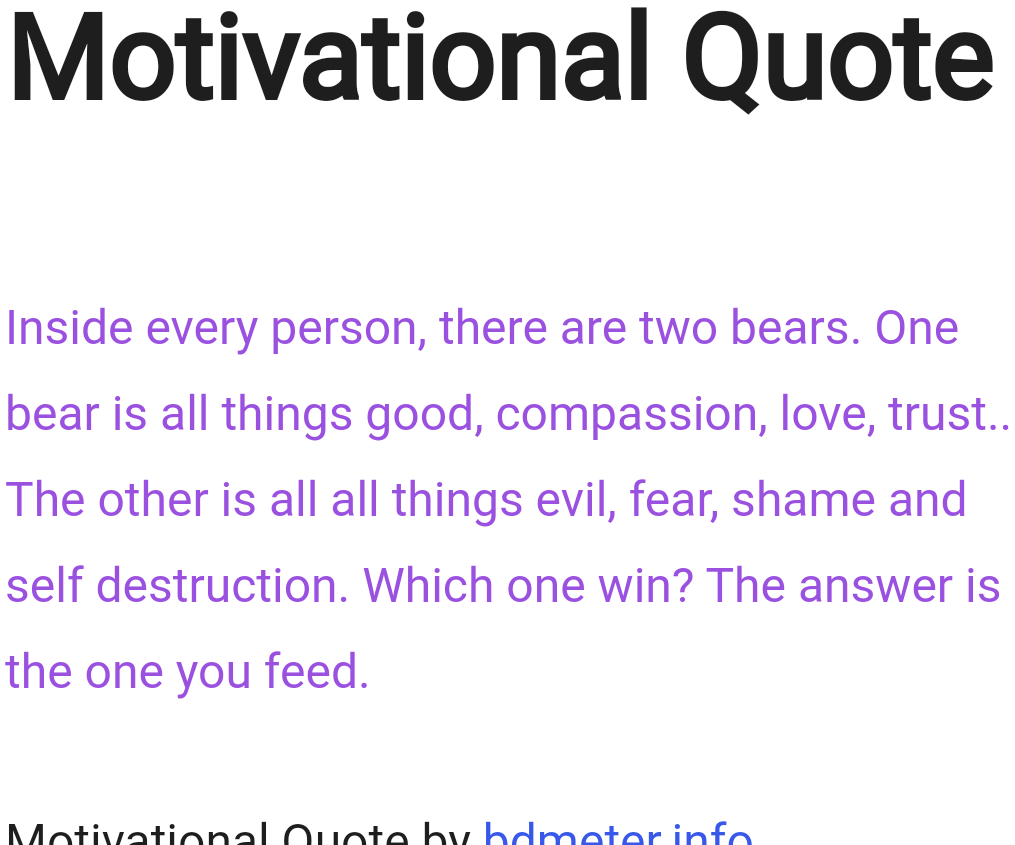 Motivational Quote
Inside every person, there are two bears. One
bear is all things good, compassion, love, trust..
The other is all all things evil, fear, shame and
self destruction. Which one win? The answer is
the one you feed.
Motivational Quote by bdmeter.info